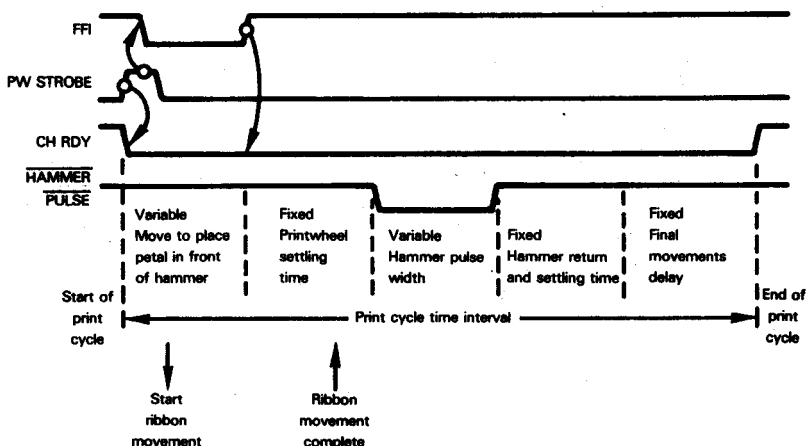 FFI
PW STROBE
CH RDY
HAMMER
PULSE
Variable
Move to place
petal in front
of hammer
Fixed
Printwheel
settling
time
Variable
Hammer pulse
width
Fixed
Hammer return
and settling time
Fixed
Final
movements
delay
Start of
print
cycle
Print cycle time interval
End of
print
cycle
Start
ribbon
movement
Ribbon
movement
complete